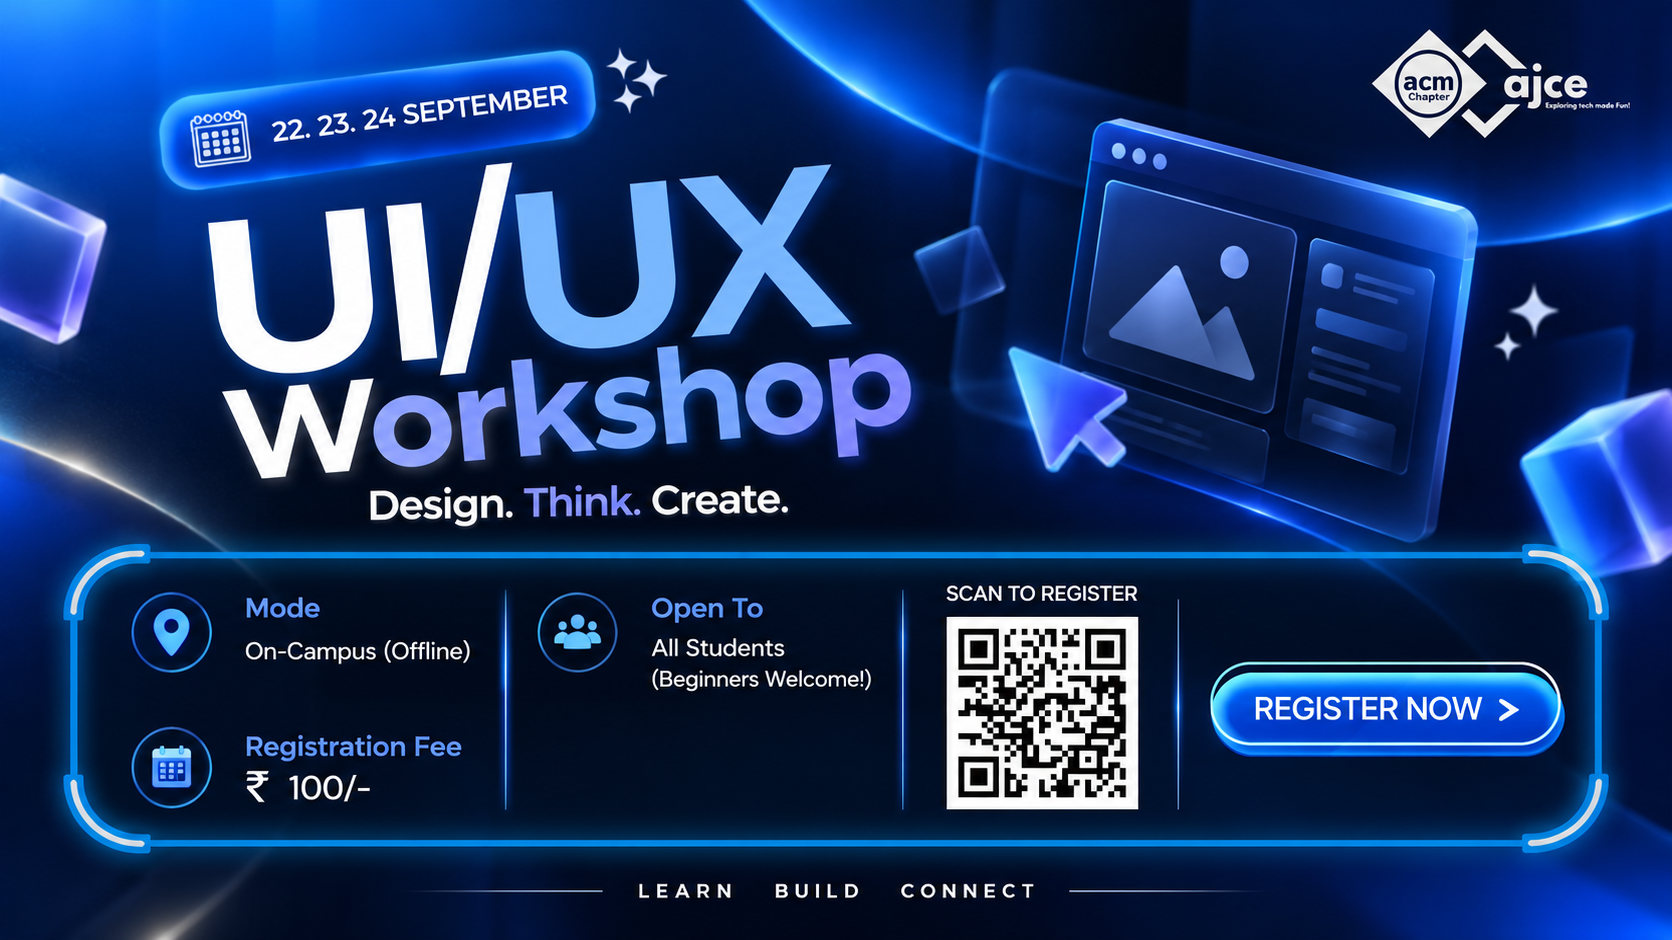 acm
Chapter
ajce
Exploring tech made Fun!
22. 23. 24 SEPTEMBER
UI/UX
Workshop
Design. Think. Create.
Mode
On-Campus (Offline)
Registration Fee
₹ 100/-
Open To
All Students
(Beginners Welcome!)
SCAN TO REGISTER
REGISTER NOW >
LEARN BUILD CONNECT